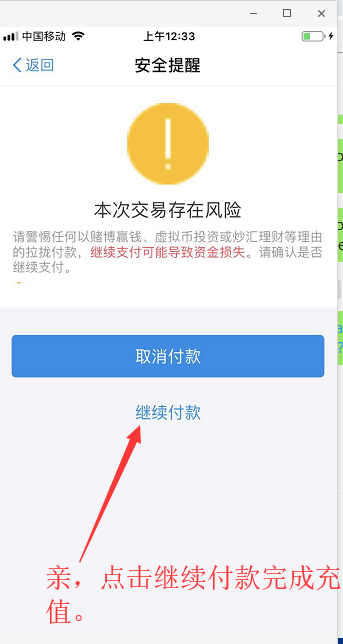 中国移动 上午12:33
返回 安全提醒
本次交易存在风险
请警惕任何以赌博赢钱、虚拟币投资或炒汇理财等理由
的拉拢付款，继续支付可能导致资金损失。请确认是否
继续支付。
取消付款
继续付款
亲，点击继续付款完成充
值。